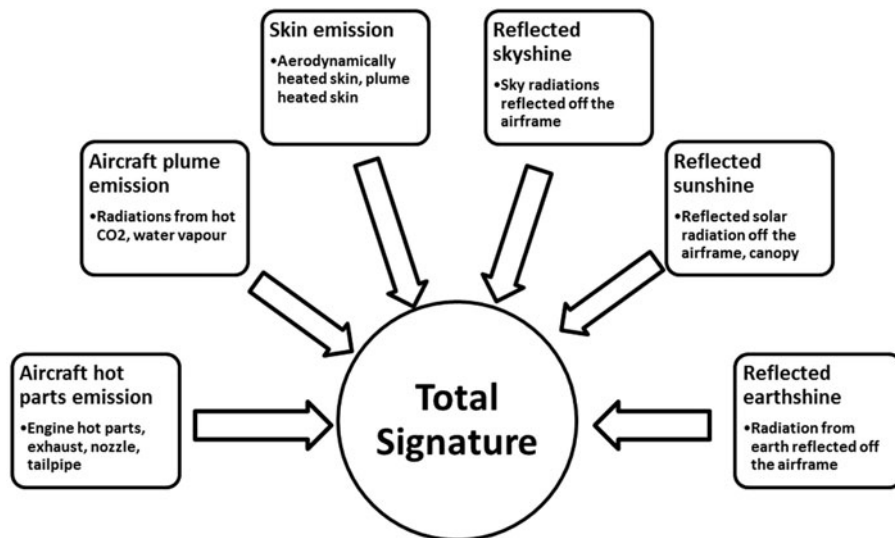 Skin emission
•Aerodynamically
heated skin, plume
heated skin
Reflected
skyshine
•Sky radiations
reflected off the
airframe
Aircraft plume
emission
•Radiations from hot
CO2, water vapour
Reflected
sunshine
•Reflected solar
radiation off the
airframe, canopy
Aircraft hot
parts emission
•Engine hot parts,
exhaust, nozzle,
tailpipe
Total
Signature
Reflected
earthshine
•Radiation from
earth reflected off
the airframe